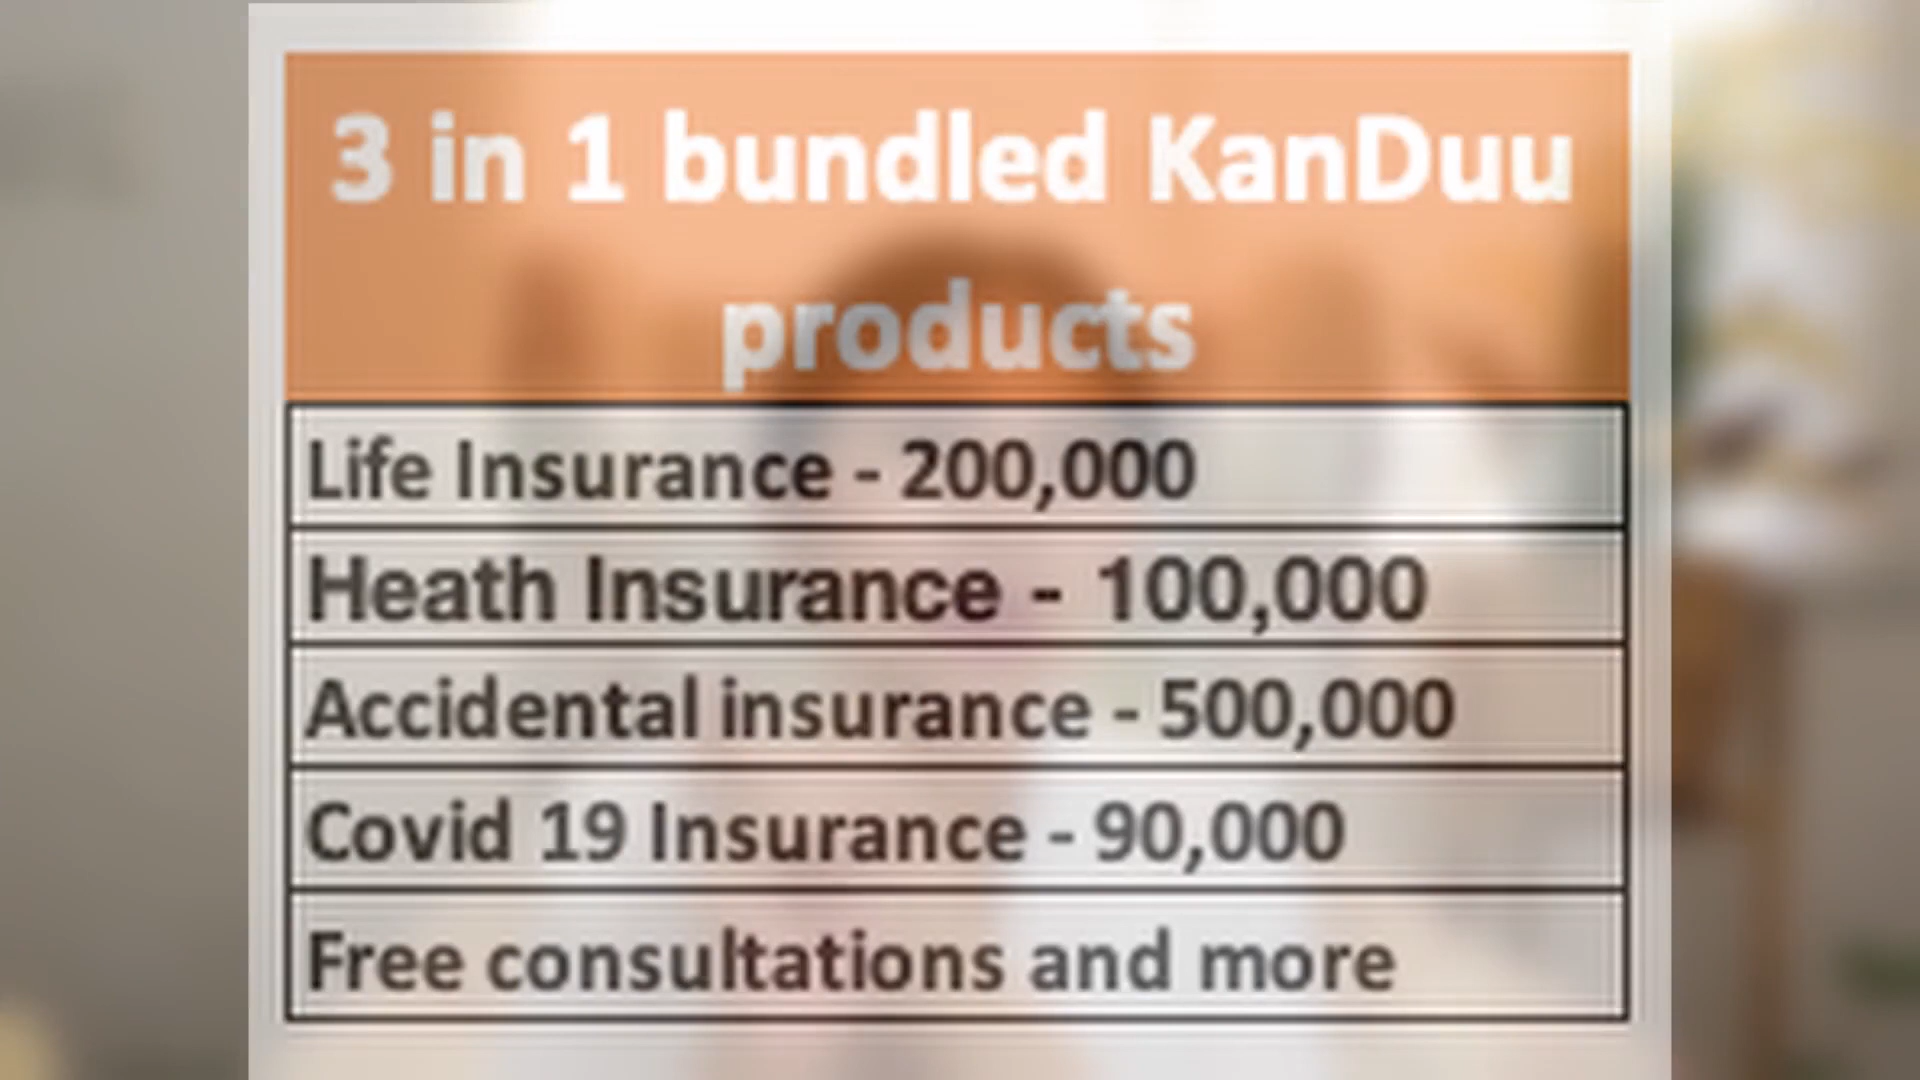 3 in 1 bundled KanDuu
products
Life Insurance - 200,000
Heath Insurance - 100,000
Accidental insurance - 500,000
Covid 19 Insurance - 90,000
Free consultations and more